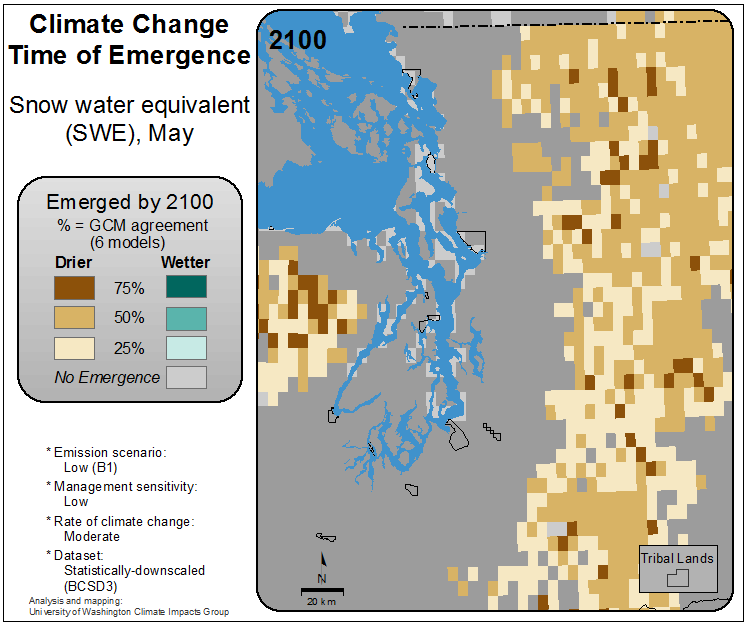 Climate Change
Time of Emergence
Snow water equivalent
(SWE), May
Emerged by 2100
% = GCM agreement
(6 models)
Drier Wetter
75%
50%
25%
No Emergence
* Emission scenario:
Low (B1)
* Management sensitivity:
Low
* Rate of climate change:
Moderate
* Dataset:
Statistically-downscaled
(BCSD3)
Analysis and mapping:
University of Washington Climate Impacts Group
2100
N
20 km
Tribal Lands